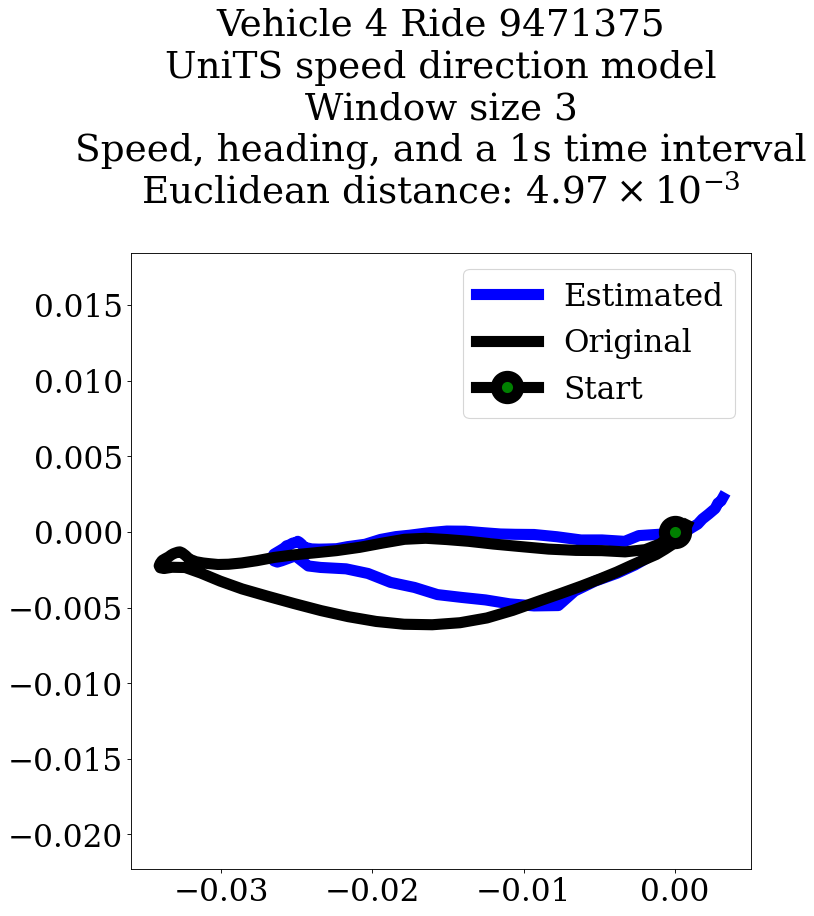 Vehicle 4 Ride 9471375
UniTS speed direction model
Window size 3
Speed, heading, and a 1s time interval
Euclidean distance: 4.97 × 10⁻³
Estimated
Original
Start
0.015
0.010
0.005
0.000
−0.005
−0.010
−0.015
−0.020
−0.03 −0.02 −0.01 0.00